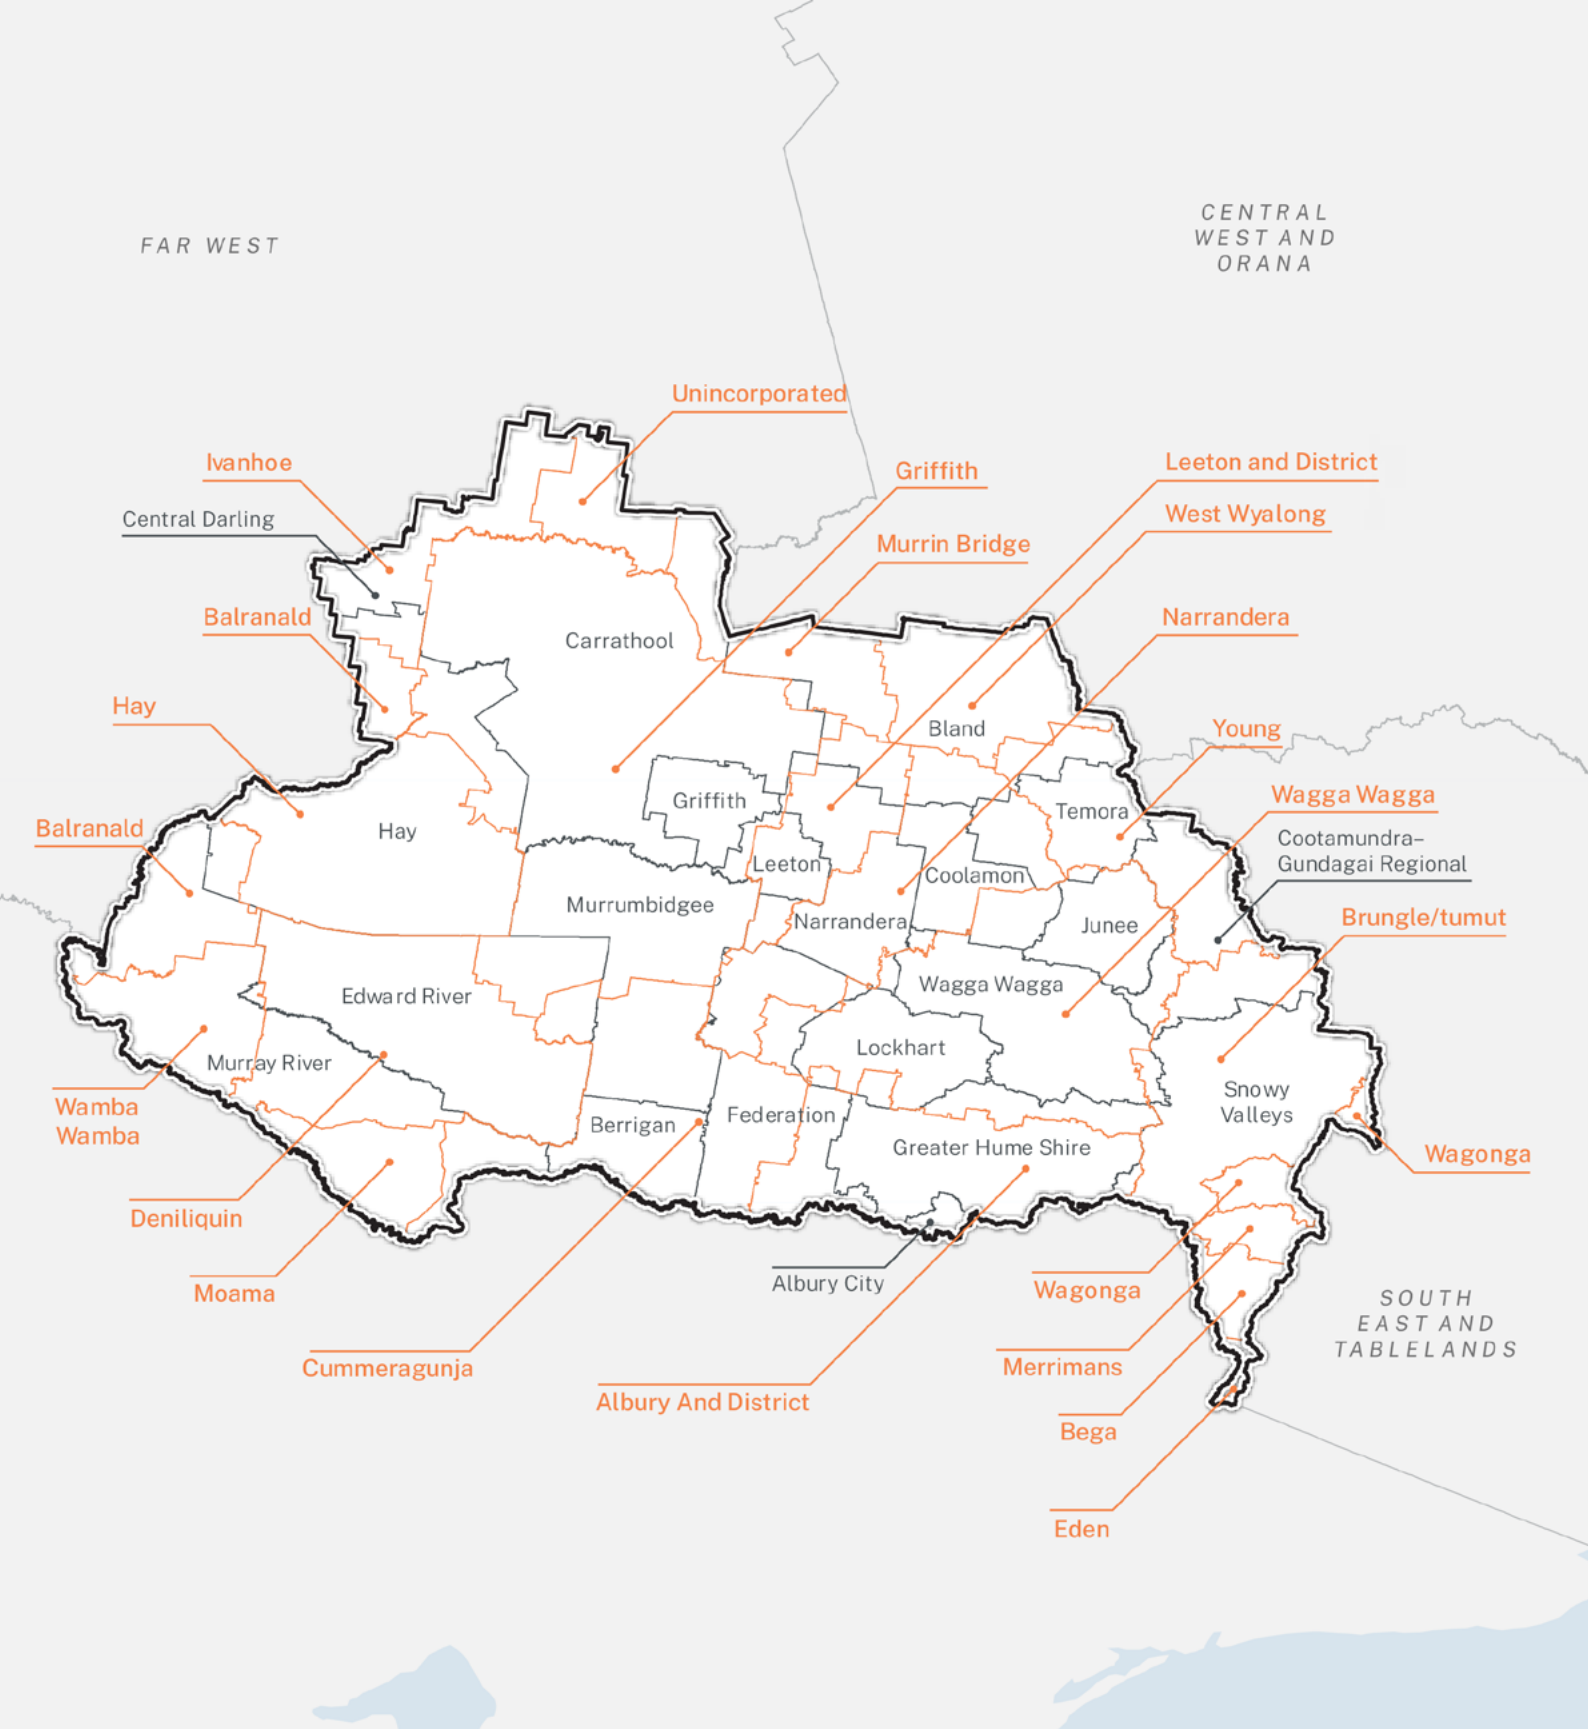 CENTRAL
WEST AND
ORANA
FAR WEST
Unincorporated
Ivanhoe
Griffith
Leeton and District
Central Darling
West Wyalong
Murrin Bridge
Balranald
Narrandera
Carrathool
Hay
Bland
Young
Wagga Wagga
Griffith
Temora
Balranald
Hay
Cootamundra–
Gundagai Regional
Leeton
Coolamon
Murrumbidgee
Narrandera
Junee
Brungle/tumut
Edward River
Wagga Wagga
Lockhart
Murray River
Snowy
Valleys
Wamba
Wamba
Berrigan
Federation
Greater Hume Shire
Wagonga
Deniliquin
Moama
Albury City
Wagonga
SOUTH
EAST AND
TABLELANDS
Cummeragunja
Merrimans
Albury And District
Bega
Eden